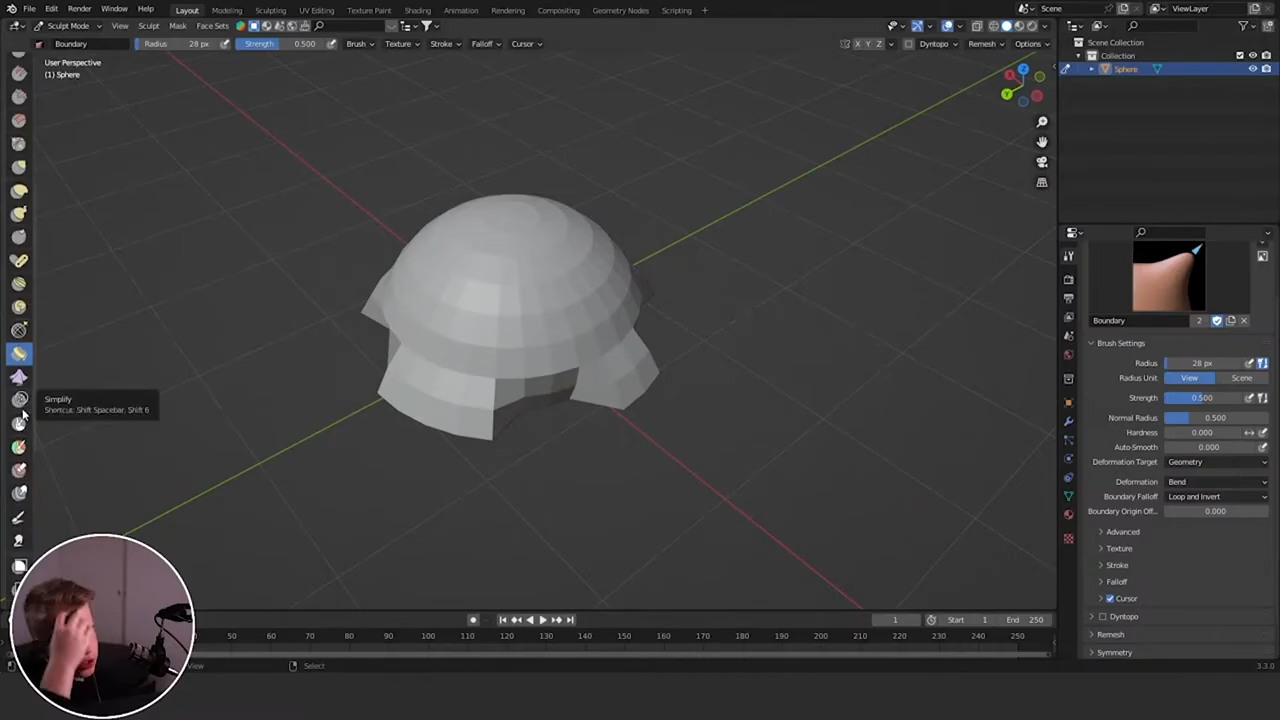 File Edit Render Window Help Layout Modeling Sculpting UV Editing Texture Paint Shading Animation Rendering Compositing Geometry Nodes Scripting + Scene ViewLayer
Sculpt Mode View Sculpt Mask Face Sets
Boundary Radius 28 px Strength 0.500 Brush Texture Stroke Falloff Cursor X Y Z Dyntopo Remesh Options
User Perspective
(1) Sphere
Z
Y
Scene Collection
Collection
Sphere
Simplify
Shortcut: Shift Spacebar, Shift 6
Boundary 2
Brush Settings
Radius 28 px
Radius Unit View Scene
Strength 0.500
Normal Radius 0.500
Hardness 0.000
Auto-Smooth 0.000
Deformation Target Geometry
Deformation Bend
Boundary Falloff Loop and Invert
Boundary Origin Off... 0.000
Advanced
Texture
Stroke
Falloff
Cursor
Dyntopo
Remesh
Symmetry
1 Start 1 End 250
50 60 70 80 90 100 110 120 130 140 150 160 170 180 190 200 210 220 230 240 250
View Select 3.3.0